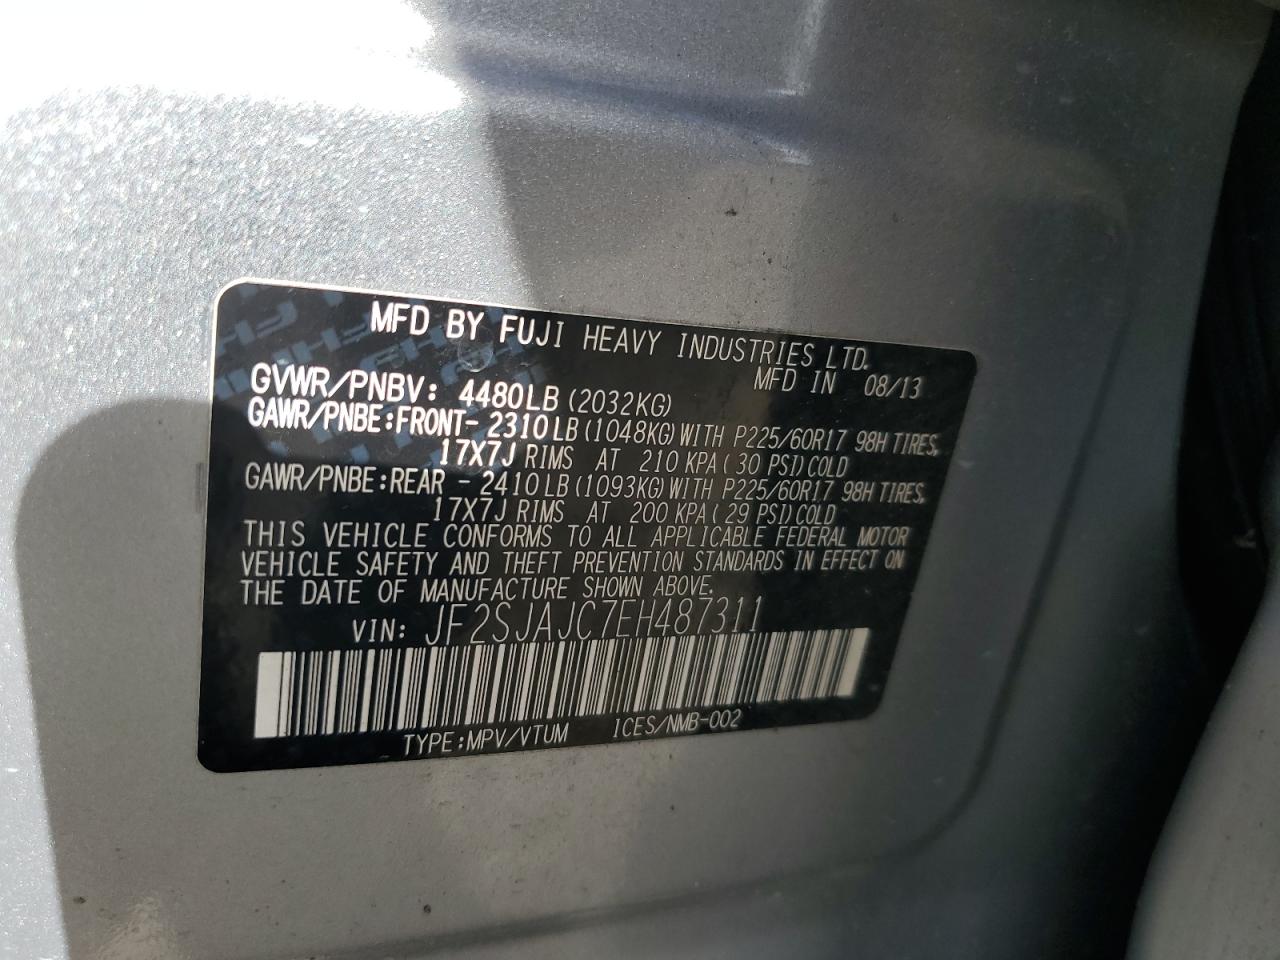 MFD BY FUJI HEAVY INDUSTRIES LTD.
MFD IN 08/13
GVWR/PNBV: 4480LB (2032KG)
GAWR/PNBE:FRONT- 2310LB (1048KG) WITH P225/60R17 98H TIRES,
17X7J RIMS AT 210 KPA ( 30 PSI) COLD
GAWR/PNBE:REAR - 2410LB (1093KG) WITH P225/60R17 98H TIRES,
17X7J RIMS AT 200 KPA ( 29 PSI) COLD
THIS VEHICLE CONFORMS TO ALL APPLICABLE FEDERAL MOTOR
VEHICLE SAFETY AND THEFT PREVENTION STANDARDS IN EFFECT ON
THE DATE OF MANUFACTURE SHOWN ABOVE.
VIN: JF2SJAJC7EH487311
TYPE:MPV/VTUM ICES/NMB-002